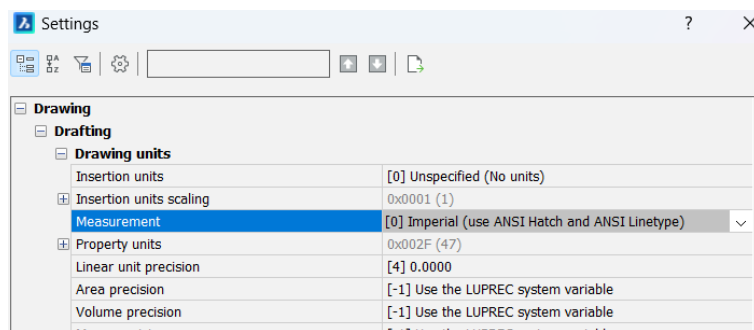 Settings ? X
Drawing
Drafting
Drawing units
Insertion units [0] Unspecified (No units)
Insertion units scaling 0x0001 (1)
Measurement [0] Imperial (use ANSI Hatch and ANSI Linetype)
Property units 0x002F (47)
Linear unit precision [4] 0.0000
Area precision [-1] Use the LUPREC system variable
Volume precision [-1] Use the LUPREC system variable